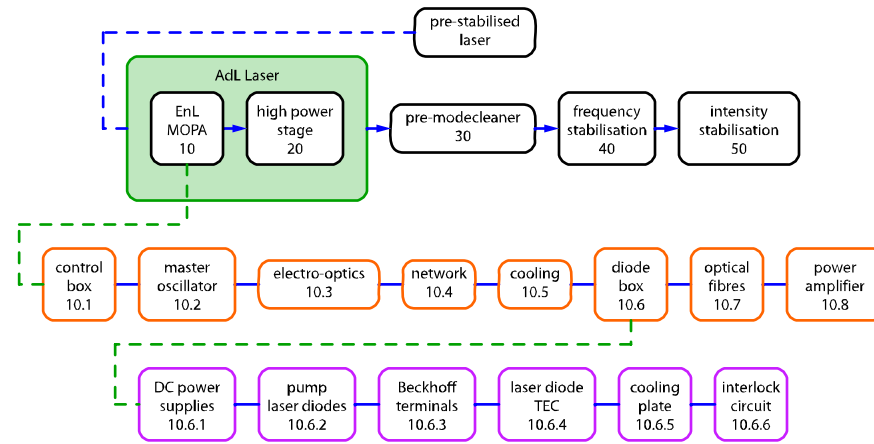 pre-stabilised
laser
AdL Laser
EnL
MOPA
10
high power
stage
20
pre-modecleaner
30
frequency
stabilisation
40
intensity
stabilisation
50
control
box
10.1
master
oscillator
10.2
electro-optics
10.3
network
10.4
cooling
10.5
diode
box
10.6
optical
fibres
10.7
power
amplifier
10.8
DC power
supplies
10.6.1
pump
laser diodes
10.6.2
Beckhoff
terminals
10.6.3
laser diode
TEC
10.6.4
cooling
plate
10.6.5
interlock
circuit
10.6.6